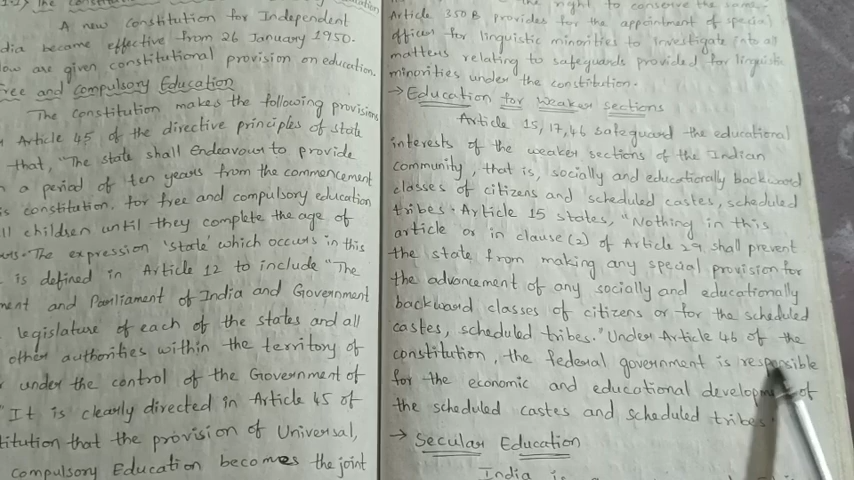 A new constitution for Independent
dia became effective from 26 January 1950.
ow are given constitutional provision on education.
Free and compulsory Education
The constitution makes the following provisions
Article 45 of the directive principles of state
that, "The state shall Endeavour to provide
a period of ten years from the commencement
is constitution, for free and compulsory education
ll children until they complete the age of
The expression 'state' which occurs in this
is defined in Article 12 to include "The
ment and Parliament of India and Government
legislature of each of the states and all
other authorities within the territory of
under the control of the Government of
"It is clearly directed in Article 45 of
titution that the provision of Universal,
compulsory Education becomes the joint
the right to conserve the same.
Article 350 B provides for the appointment of special
officer for linguistic minorities to investigate into all
matters relating to safeguards provided for linguistic
minorities under the constitution.
→ Education for weaker sections
Article 15, 17, 46 safeguard the educational
interests of the weaker sections of the Indian
community, that is, socially and educationally backward
classes of citizens and scheduled castes, scheduled
tribes. Article 15 states, "Nothing in this
article or in clause (2) of Article 29 shall prevent
the state from making any special provision for
the advancement of any socially and educationally
backward classes of citizens or for the scheduled
castes, scheduled tribes." Under Article 46 of the
constitution, the federal government is responsible
for the economic and educational developm of
the scheduled castes and scheduled tribes.
→ Secular Education
India is